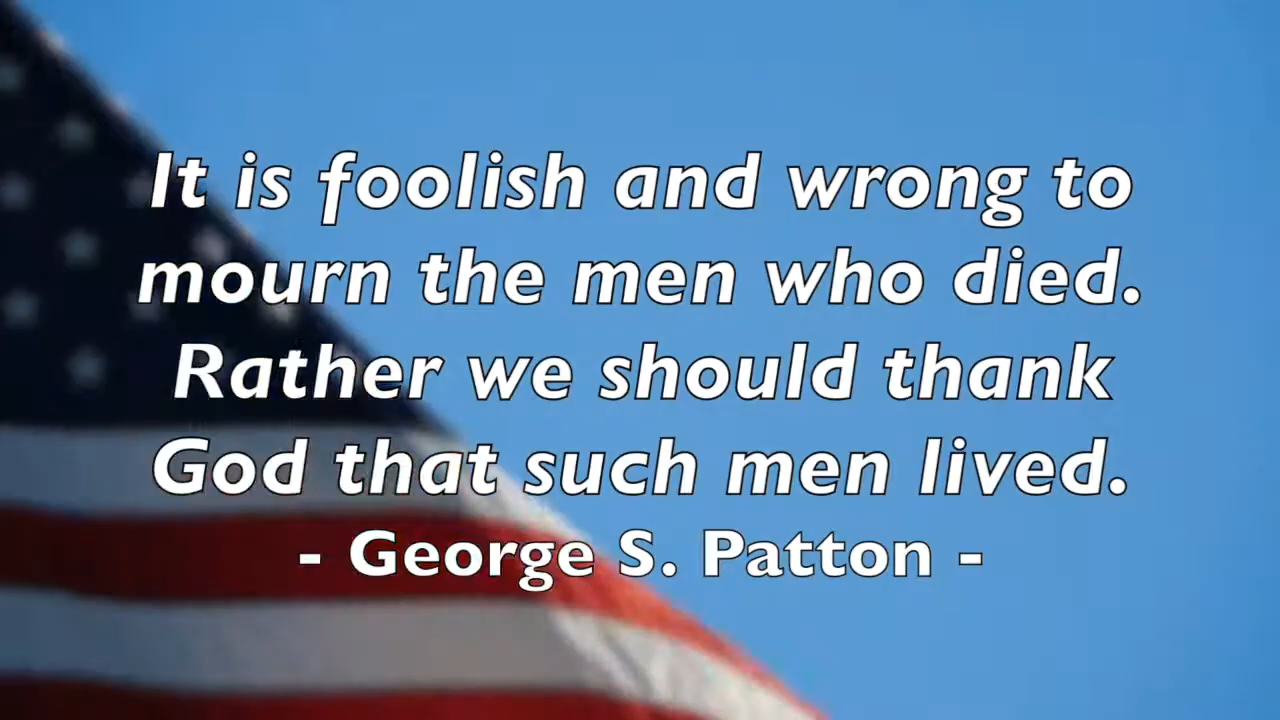 It is foolish and wrong to
mourn the men who died.
Rather we should thank
God that such men lived.
- George S. Patton -